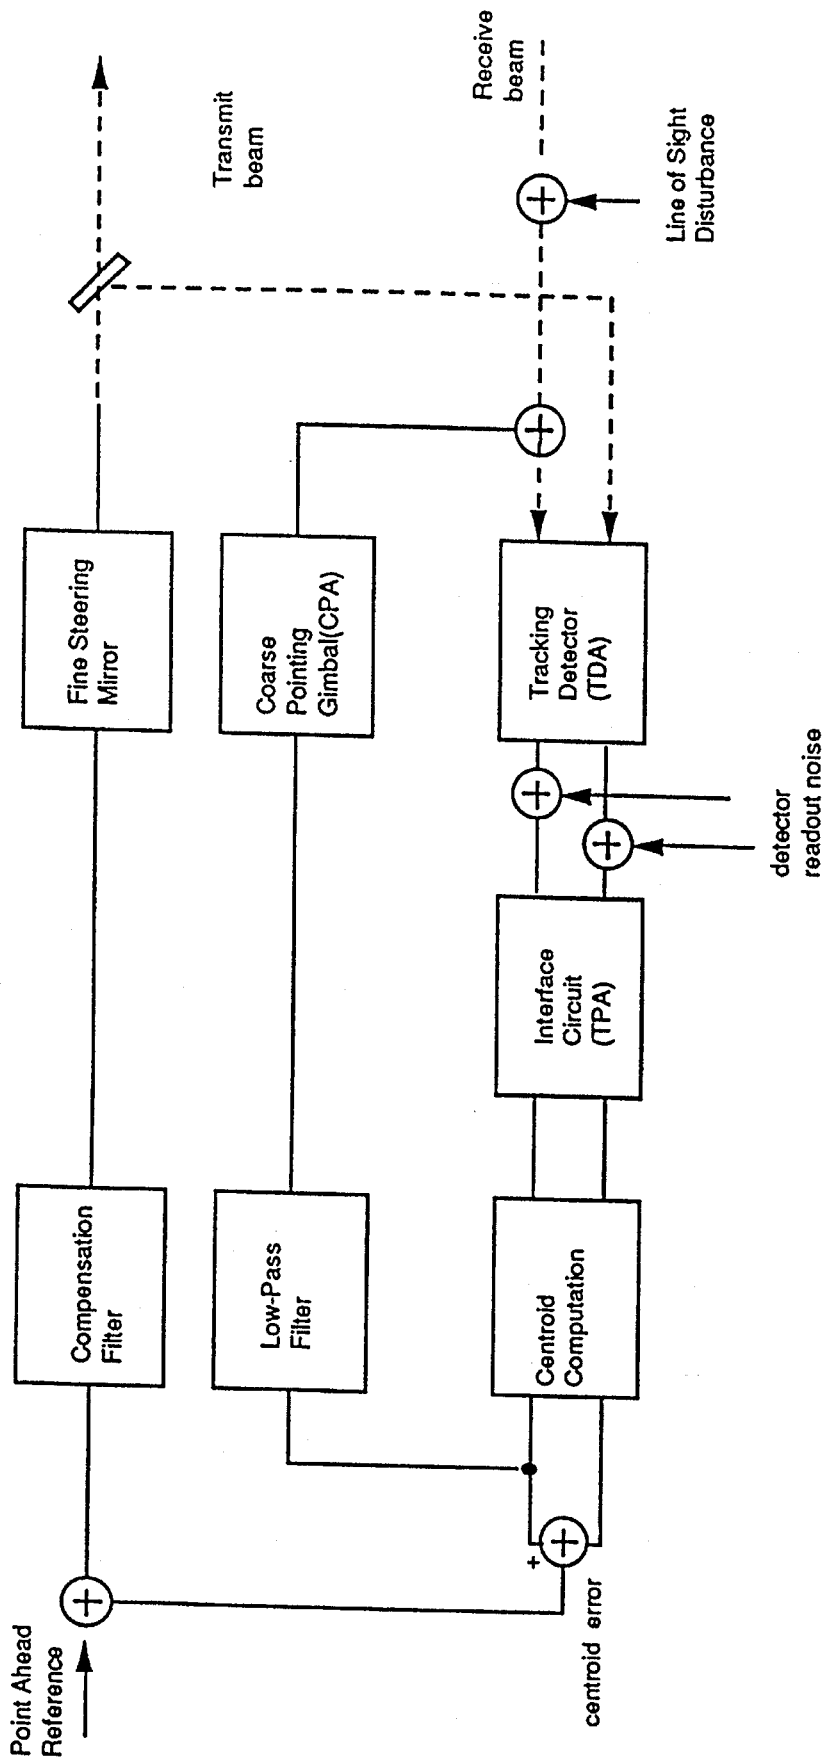 Point Ahead
Reference
Compensation
Filter
Fine Steering
Mirror
Transmit
beam
Low-Pass
Filter
Coarse
Pointing
Gimbal(CPA)
Receive
beam
+
centroid error
Centroid
Computation
Interface
Circuit
(TPA)
Tracking
Detector
(TDA)
Line of Sight
Disturbance
detector
readout noise